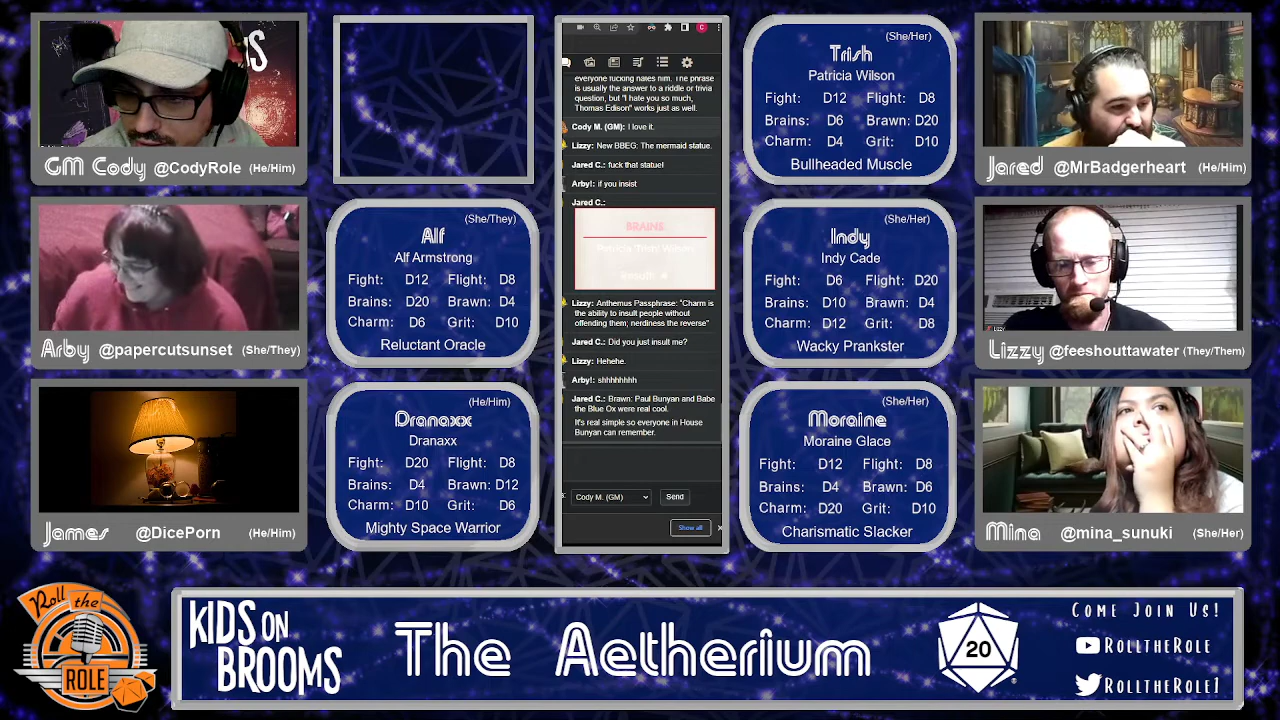 GM Cody @CodyRole (He/Him)
Arby @papercutsunset (She/They)
James @DicePorn (He/Him)
(She/They)
Alf
Alf Armstrong
Fight: D12 Flight: D8
Brains: D20 Brawn: D4
Charm: D6 Grit: D10
Reluctant Oracle
(He/Him)
Dranaxx
Dranaxx
Fight: D20 Flight: D8
Brains: D4 Brawn: D12
Charm: D10 Grit: D6
Mighty Space Warrior
everyone fucking hates him. The phrase
is usually the answer to a riddle or trivia
question, but "I hate you so much,
Thomas Edison" works just as well.
Cody M. (GM): I love it.
Lizzy: New BBEG: The mermaid statue.
Jared C.: fuck that statue!
Arby!: if you insist
Jared C.:
BRAINS
Lizzy: Anthemus Passphrase: "Charm is
the ability to insult people without
offending them; nerdiness the reverse"
Jared C.: Did you just insult me?
Lizzy: Hehehe.
Arby!: shhhhhhhh
Jared C.: Brawn: Paul Bunyan and Babe
the Blue Ox were real cool.
It's real simple so everyone in House
Bunyan can remember.
Cody M. (GM) Send
Show all
(She/Her)
Trish
Patricia Wilson
Fight: D12 Flight: D8
Brains: D6 Brawn: D20
Charm: D4 Grit: D10
Bullheaded Muscle
(She/Her)
Indy
Indy Cade
Fight: D6 Flight: D20
Brains: D10 Brawn: D4
Charm: D12 Grit: D8
Wacky Prankster
(She/Her)
Moraine
Moraine Glace
Fight: D12 Flight: D8
Brains: D4 Brawn: D6
Charm: D20 Grit: D10
Charismatic Slacker
Jared @MrBadgerheart (He/Him)
Lizzy @feeshouttawater (They/Them)
Mina @mina_sunuki (She/Her)
Roll the
ROLE
KIDS ON
BROOMS
The Aetherium
20
COME JOIN US!
ROLLTHEROLE
ROLLTHEROLE1